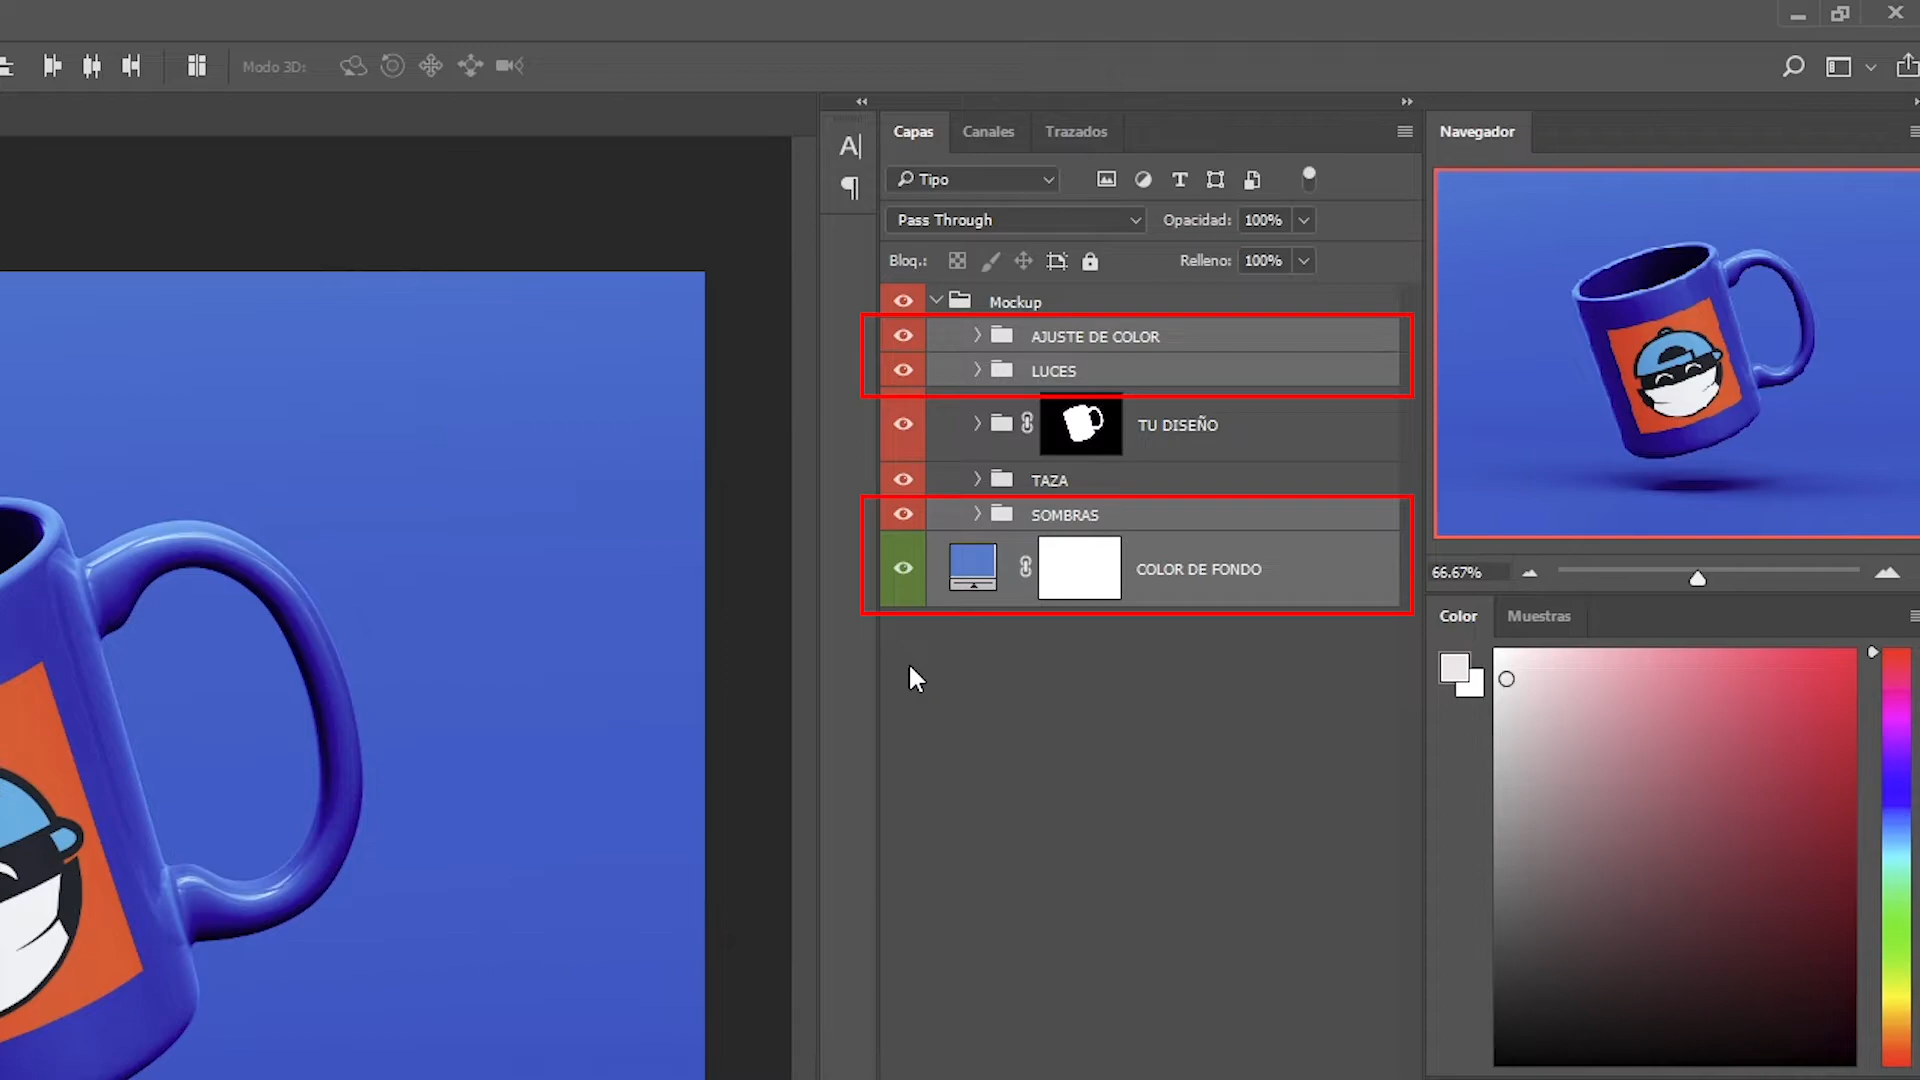 Modo 3D:
Capas
Canales
Trazados
Navegador
Tipo
Pass Through
Opacidad: 100%
Bloq.:
Relleno: 100%
Mockup
AJUSTE DE COLOR
LUCES
TU DISEÑO
TAZA
SOMBRAS
COLOR DE FONDO
66.67%
Color
Muestras